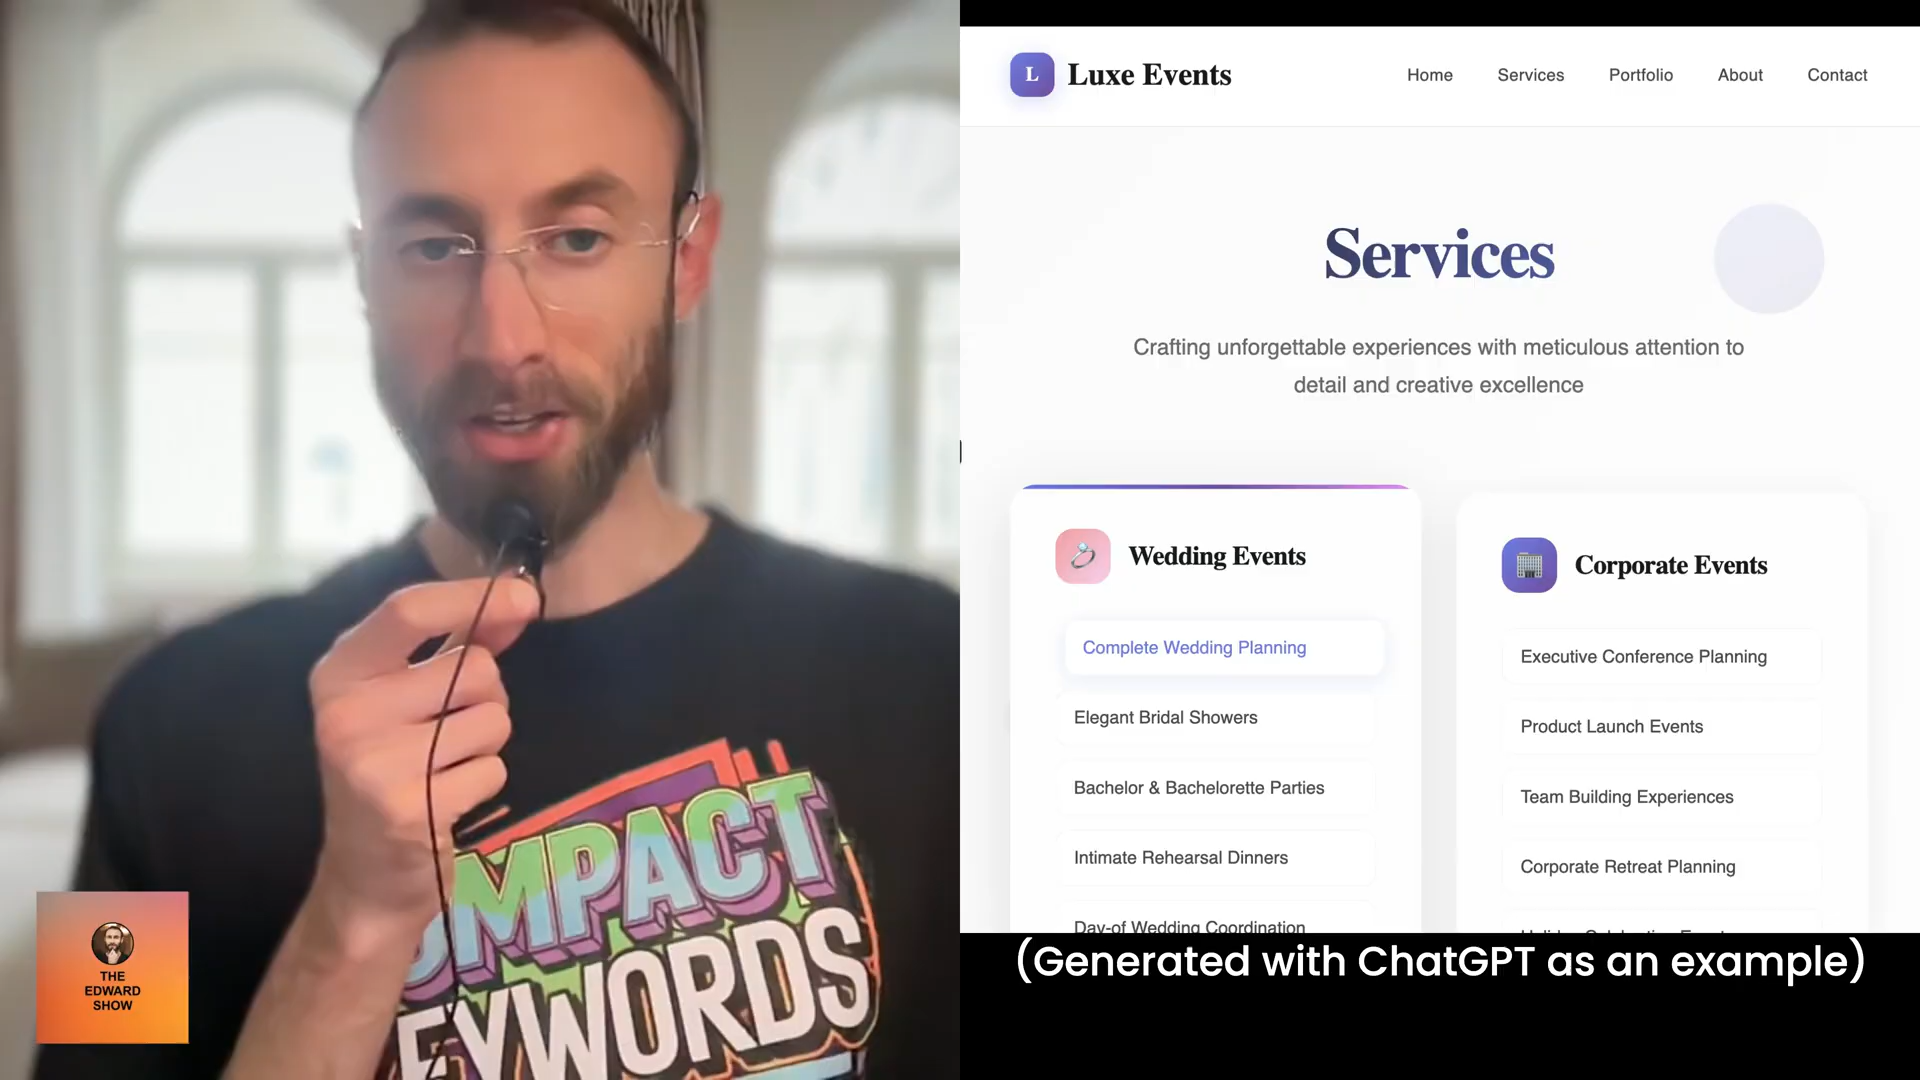 THE
EDWARD
SHOW
OMPACT
EYWORDS
L
Luxe Events
Home
Services
Portfolio
About
Contact
Services
Crafting unforgettable experiences with meticulous attention to
detail and creative excellence
Wedding Events
Complete Wedding Planning
Elegant Bridal Showers
Bachelor & Bachelorette Parties
Intimate Rehearsal Dinners
Day-of Wedding Coordination
Corporate Events
Executive Conference Planning
Product Launch Events
Team Building Experiences
Corporate Retreat Planning
(Generated with ChatGPT as an example)